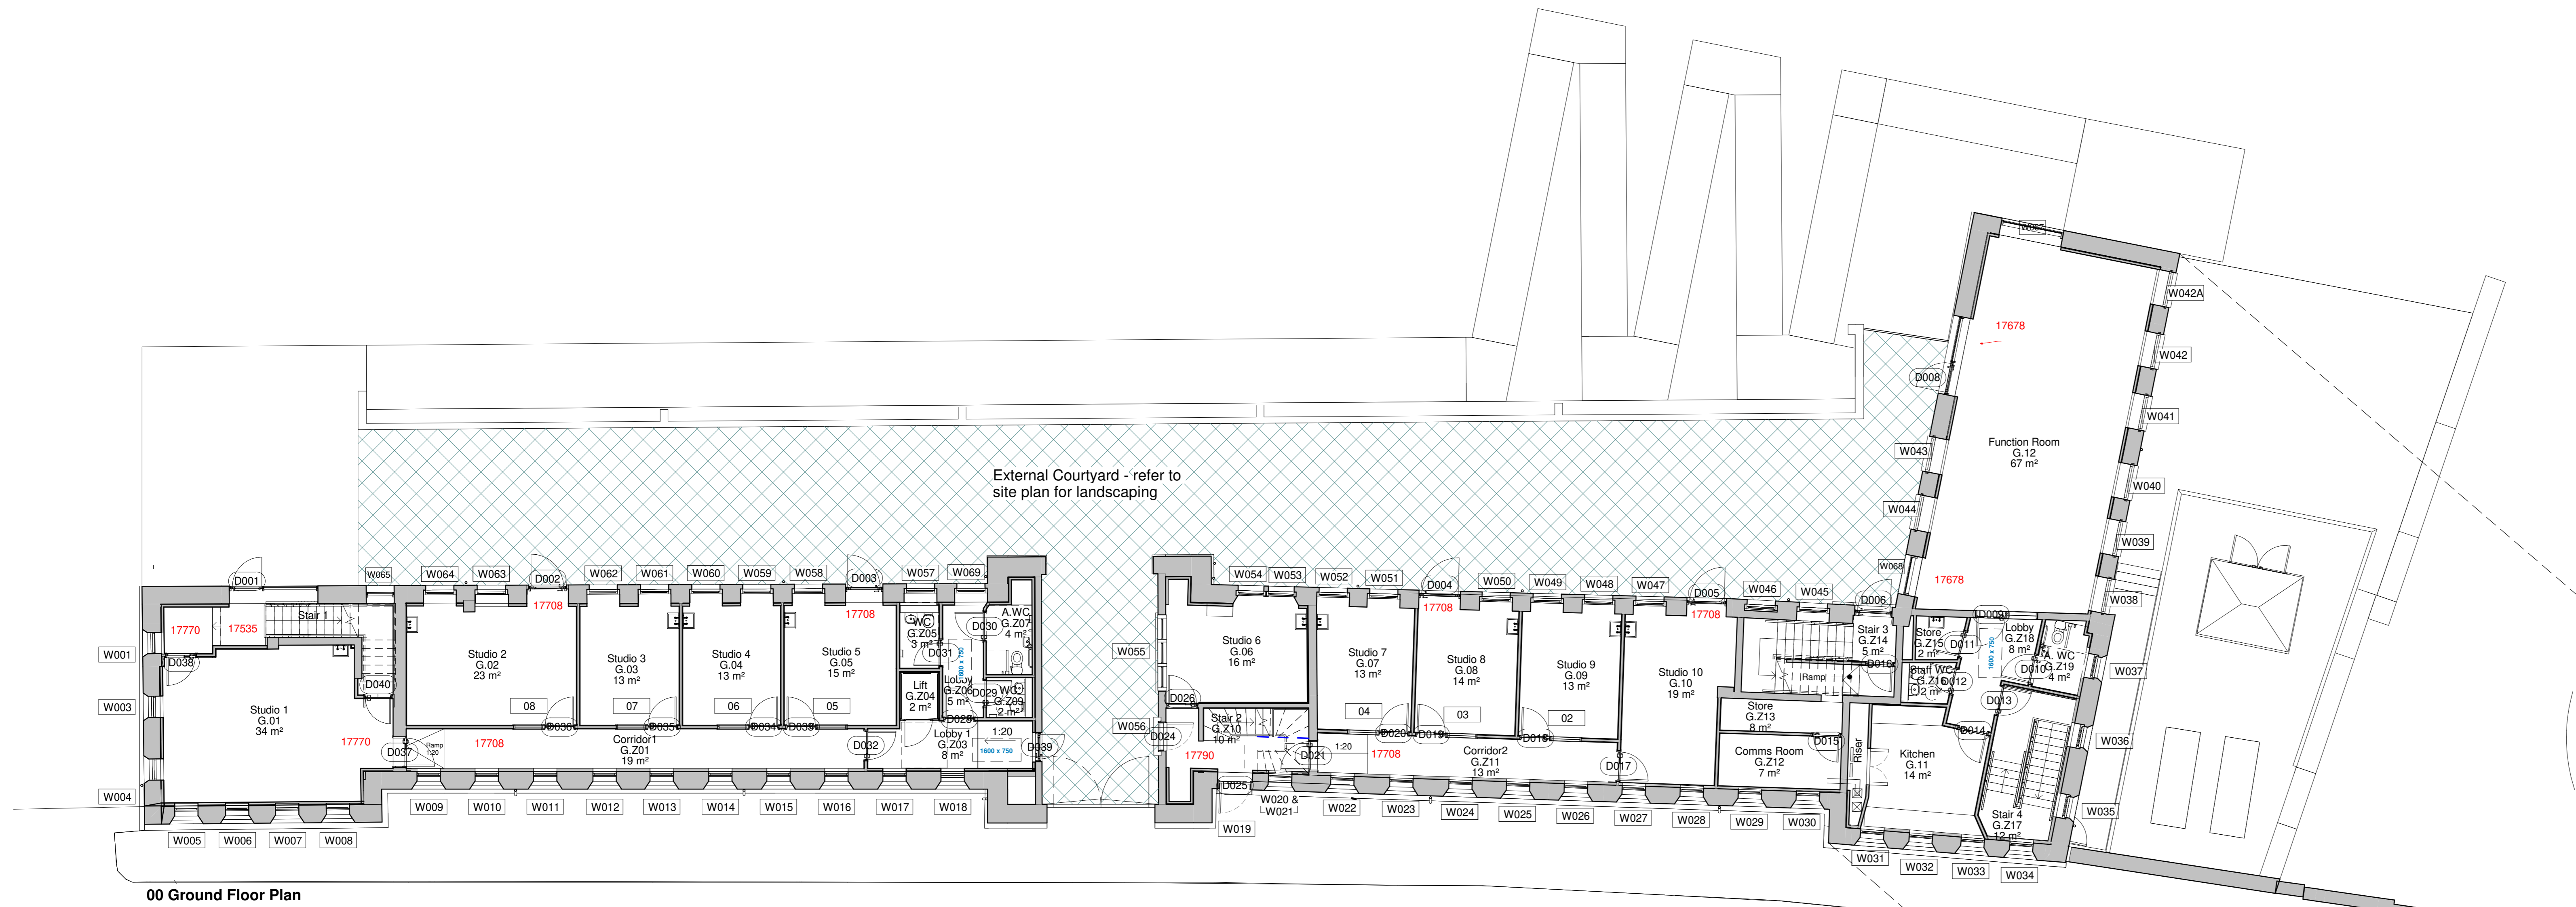 W067
W042A
17678
W042
D008
W041
Function Room
G.12
67 m²
W043
W040
External Courtyard - refer to
site plan for landscaping
W044
W039
W068
17678
W038
D001
W065
W064
W063
D002
W062
W061
W060
W059
W058
D003
W057
W069
W054
W053
W052
W051
D004
W050
W049
W048
W047
D005
W046
W045
D006
D009
17770
17535
Stair 1
17708
17708
17708
17708
W001
D038
D040
Studio 1
G.01
34 m²
W003
17770
W004
Studio 2
G.02
23 m²
Studio 3
G.03
13 m²
Studio 4
G.04
13 m²
Studio 5
G.05
15 m²
WC
G.Z05
3 m²
D031
D030
A.WC
G.Z07
4 m²
1600 x 750
Lift
G.Z04
2 m²
Lobby
G.Z06
5 m²
D029
WC
G.Z09
2 m²
D028
08
D036
07
D035
06
D034
05
D033
D037
Ramp
1:20
17708
Corridor1
G.Z01
19 m²
D032
Lobby 1
G.Z03
8 m²
1:20
1600 x 750
D039
W055
W056
D024
D026
Studio 6
G.06
16 m²
Stair 2
G.Z10
10 m²
17790
D025
D021
1:20
17708
Studio 7
G.07
13 m²
Studio 8
G.08
14 m²
Studio 9
G.09
13 m²
Studio 10
G.10
19 m²
04
D020
03
D019
02
D018
Corridor2
G.Z11
13 m²
D017
Stair 3
G.Z14
5 m²
D016
Ramp
Store
G.Z13
8 m²
Comms Room
G.Z12
7 m²
D015
Store
G.Z15
2 m²
D011
Staff WC
G.Z16
2 m²
D012
Lobby
G.Z18
8 m²
1600 x 750
D010
A. WC
G.Z19
4 m²
D013
D014
Riser
Kitchen
G.11
14 m²
Stair 4
G.Z17
12 m²
W037
W036
W035
W005
W006
W007
W008
W009
W010
W011
W012
W013
W014
W015
W016
W017
W018
W019
W020 &
W021
W022
W023
W024
W025
W026
W027
W028
W029
W030
W031
W032
W033
W034
00 Ground Floor Plan